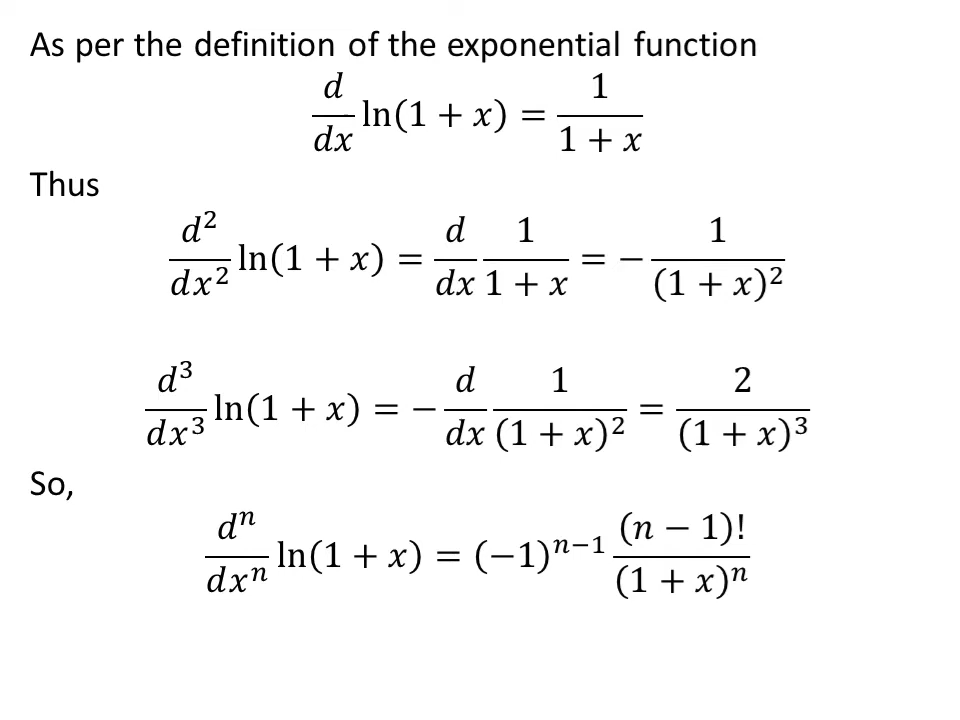 As per the definition of the exponential function
d/dx ln(1 + x) = 1/(1 + x)
Thus
d²/dx² ln(1 + x) = d/dx 1/(1 + x) = − 1/(1 + x)²
d³/dx³ ln(1 + x) = − d/dx 1/(1 + x)² = 2/(1 + x)³
So,
dⁿ/dxⁿ ln(1 + x) = (−1)ⁿ⁻¹ (n − 1)!/(1 + x)ⁿ